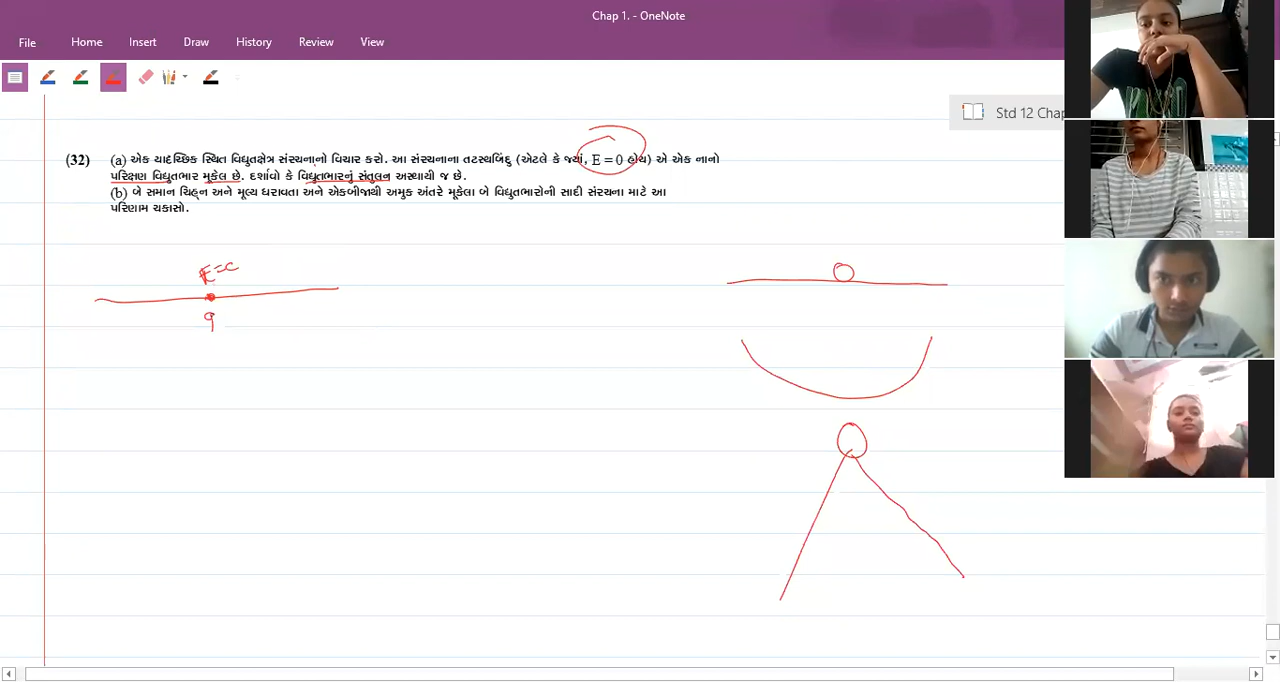 Chap 1. - OneNote
File Home Insert Draw History Review View
Std 12 Chap
(32) (a) એક યાદચ્છિક સ્થિત વિદ્યુતક્ષેત્ર સંરચનાનો વિચાર કરો. આ સંરચનાના તટસ્થબિંદુ (એટલે કે જ્યાં, E = 0 હોય) એ એક નાનો
પરિક્ષણ વિદ્યુતભાર મૂકેલ છે. દર્શાવો કે વિદ્યુતભારનું સંતુલન અસ્થાયી જ છે.
(b) બે સમાન ચિહ્ન અને મૂલ્ય ધરાવતા અને એકબીજાથી અમુક અંતરે મૂકેલા બે વિદ્યુતભારોની સાદી સંરચના માટે આ
પરિણામ ચકાસો.
q